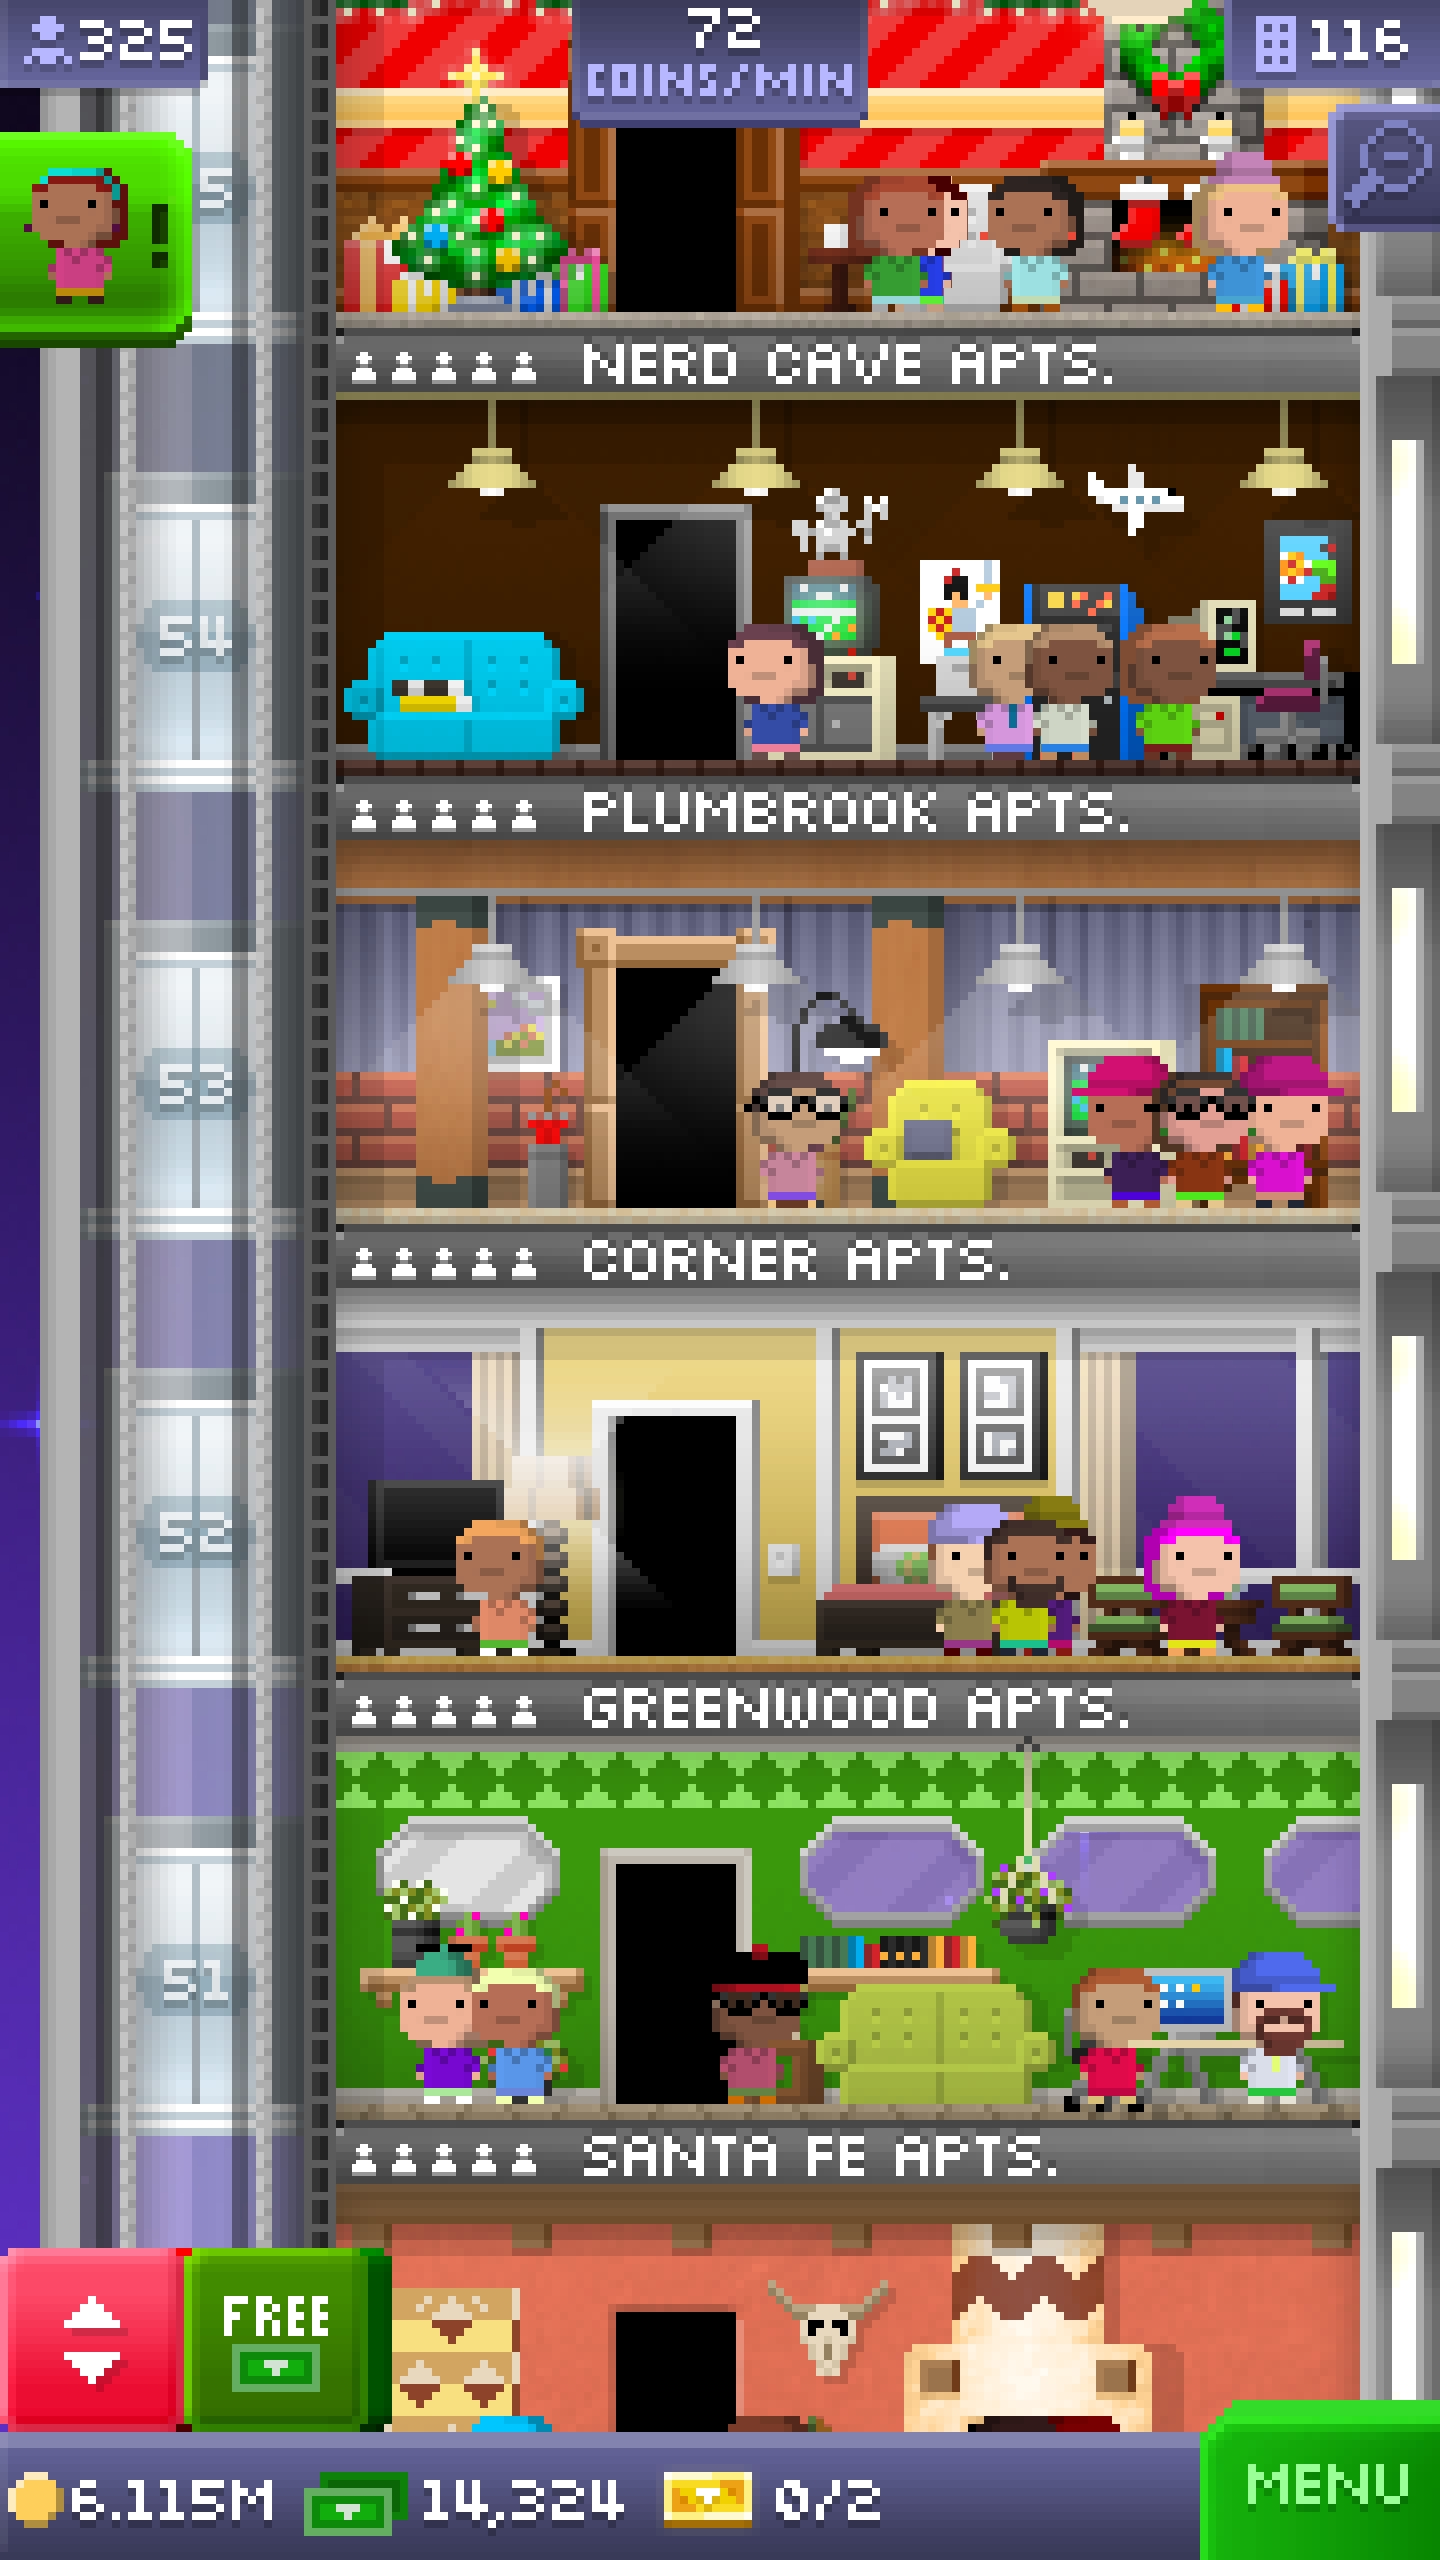 325
72
COINS/MIN
116
5
!
NERD CAVE APTS.
54
PLUMBROOK APTS.
53
CORNER APTS.
52
GREENWOOD APTS.
51
SANTA FE APTS.
FREE
6.115M
14,324
0/2
MENU